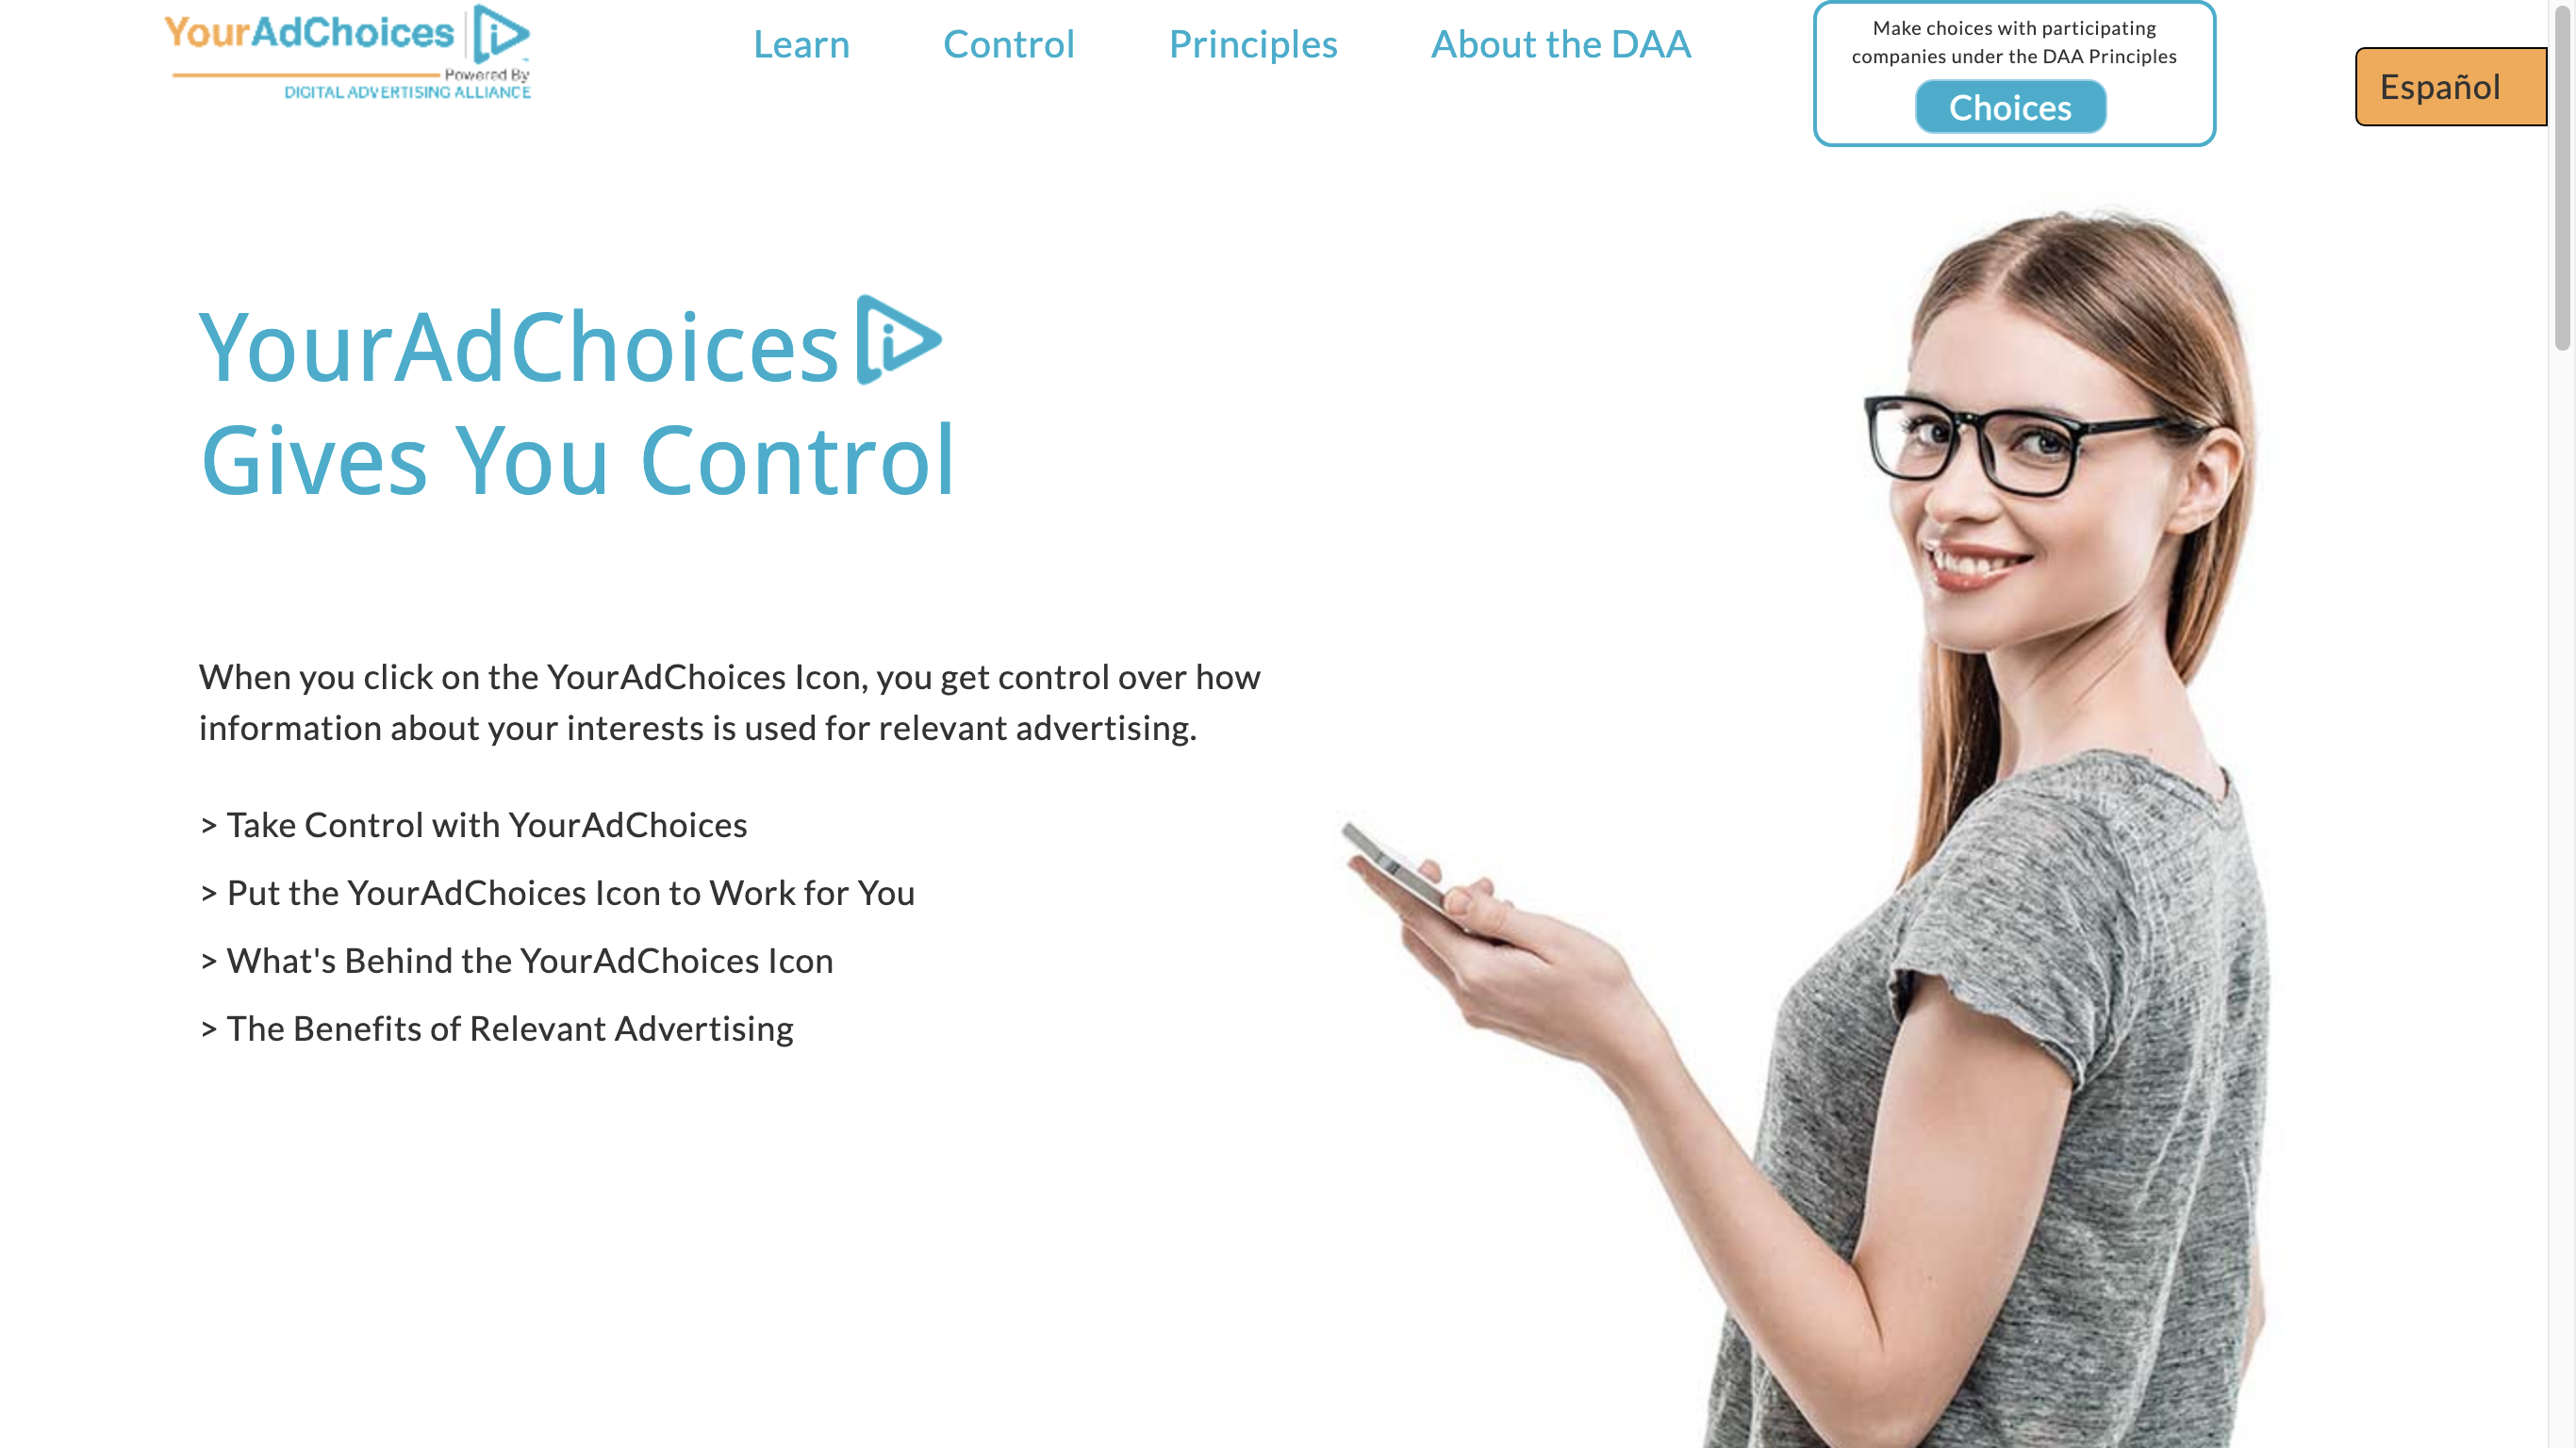 YourAdChoices
Powered By
DIGITAL ADVERTISING ALLIANCE
Learn
Control
Principles
About the DAA
Make choices with participating
companies under the DAA Principles
Choices
Español
YourAdChoices
Gives You Control
When you click on the YourAdChoices Icon, you get control over how
information about your interests is used for relevant advertising.
> Take Control with YourAdChoices
> Put the YourAdChoices Icon to Work for You
> What's Behind the YourAdChoices Icon
> The Benefits of Relevant Advertising